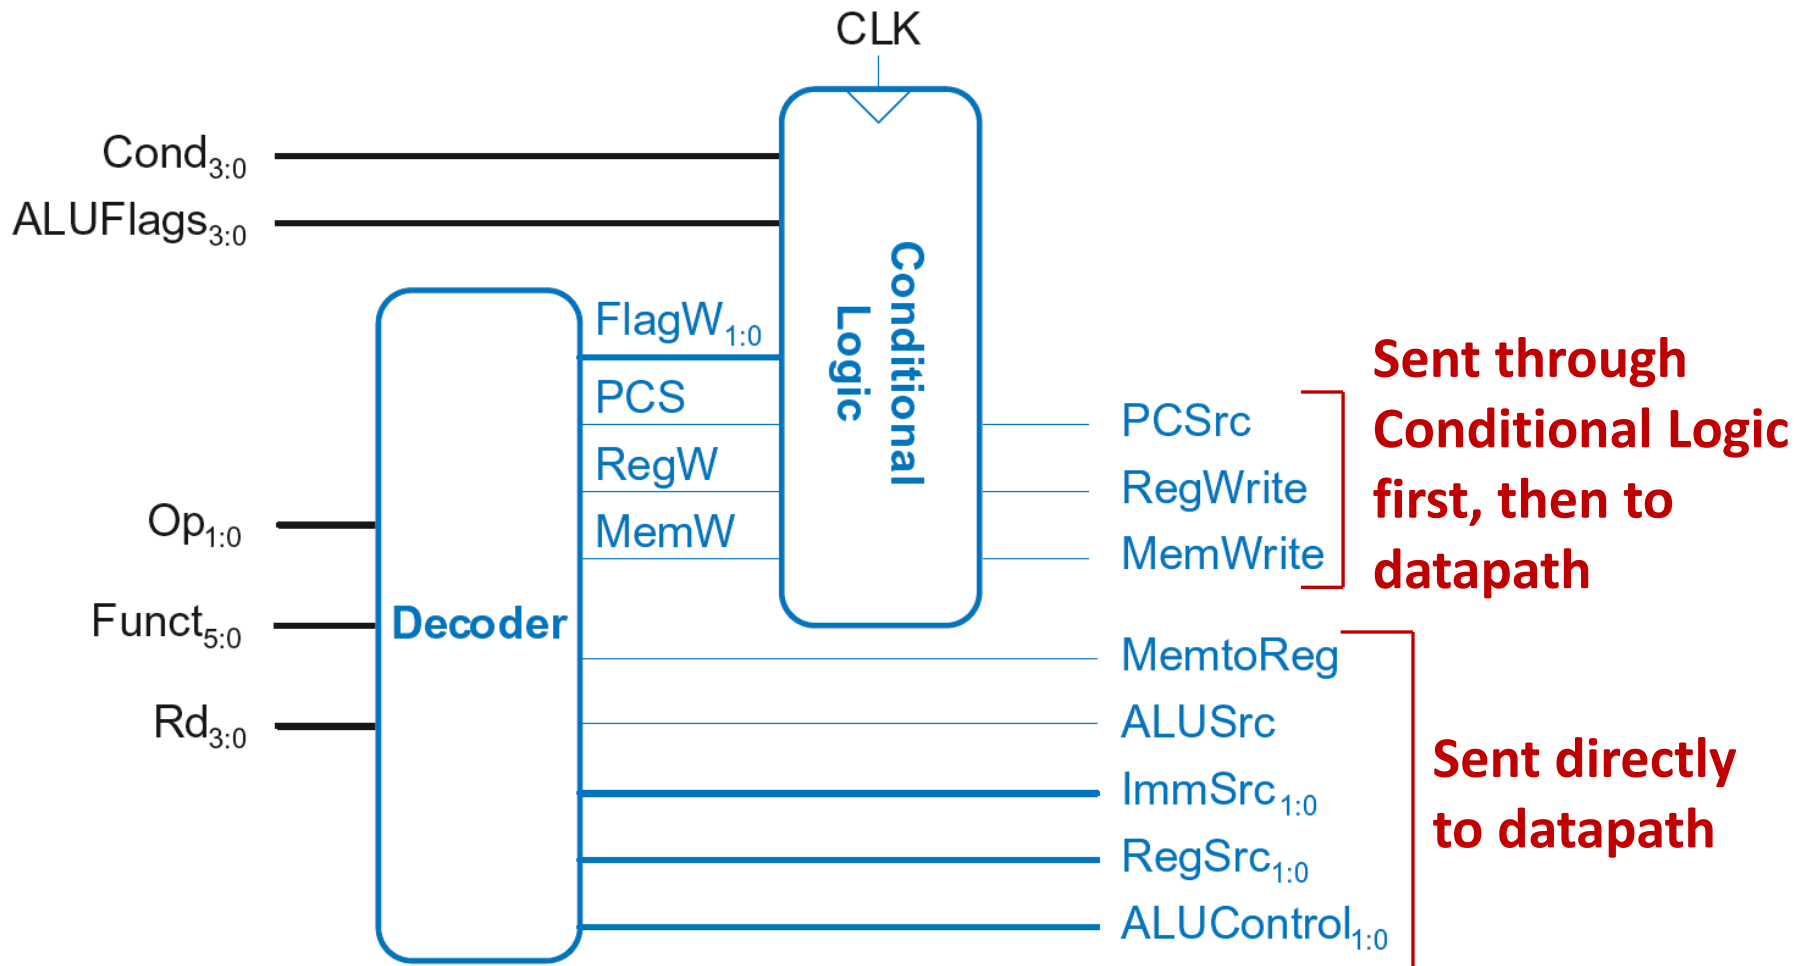 CLK
Cond3:0
ALUFlags3:0
Conditional
Logic
FlagW1:0
PCS
RegW
MemW
PCSrc
RegWrite
MemWrite
Sent through
Conditional Logic
first, then to
datapath
Op1:0
Funct5:0
Rd3:0
Decoder
MemtoReg
ALUSrc
ImmSrc1:0
RegSrc1:0
ALUControl1:0
Sent directly
to datapath